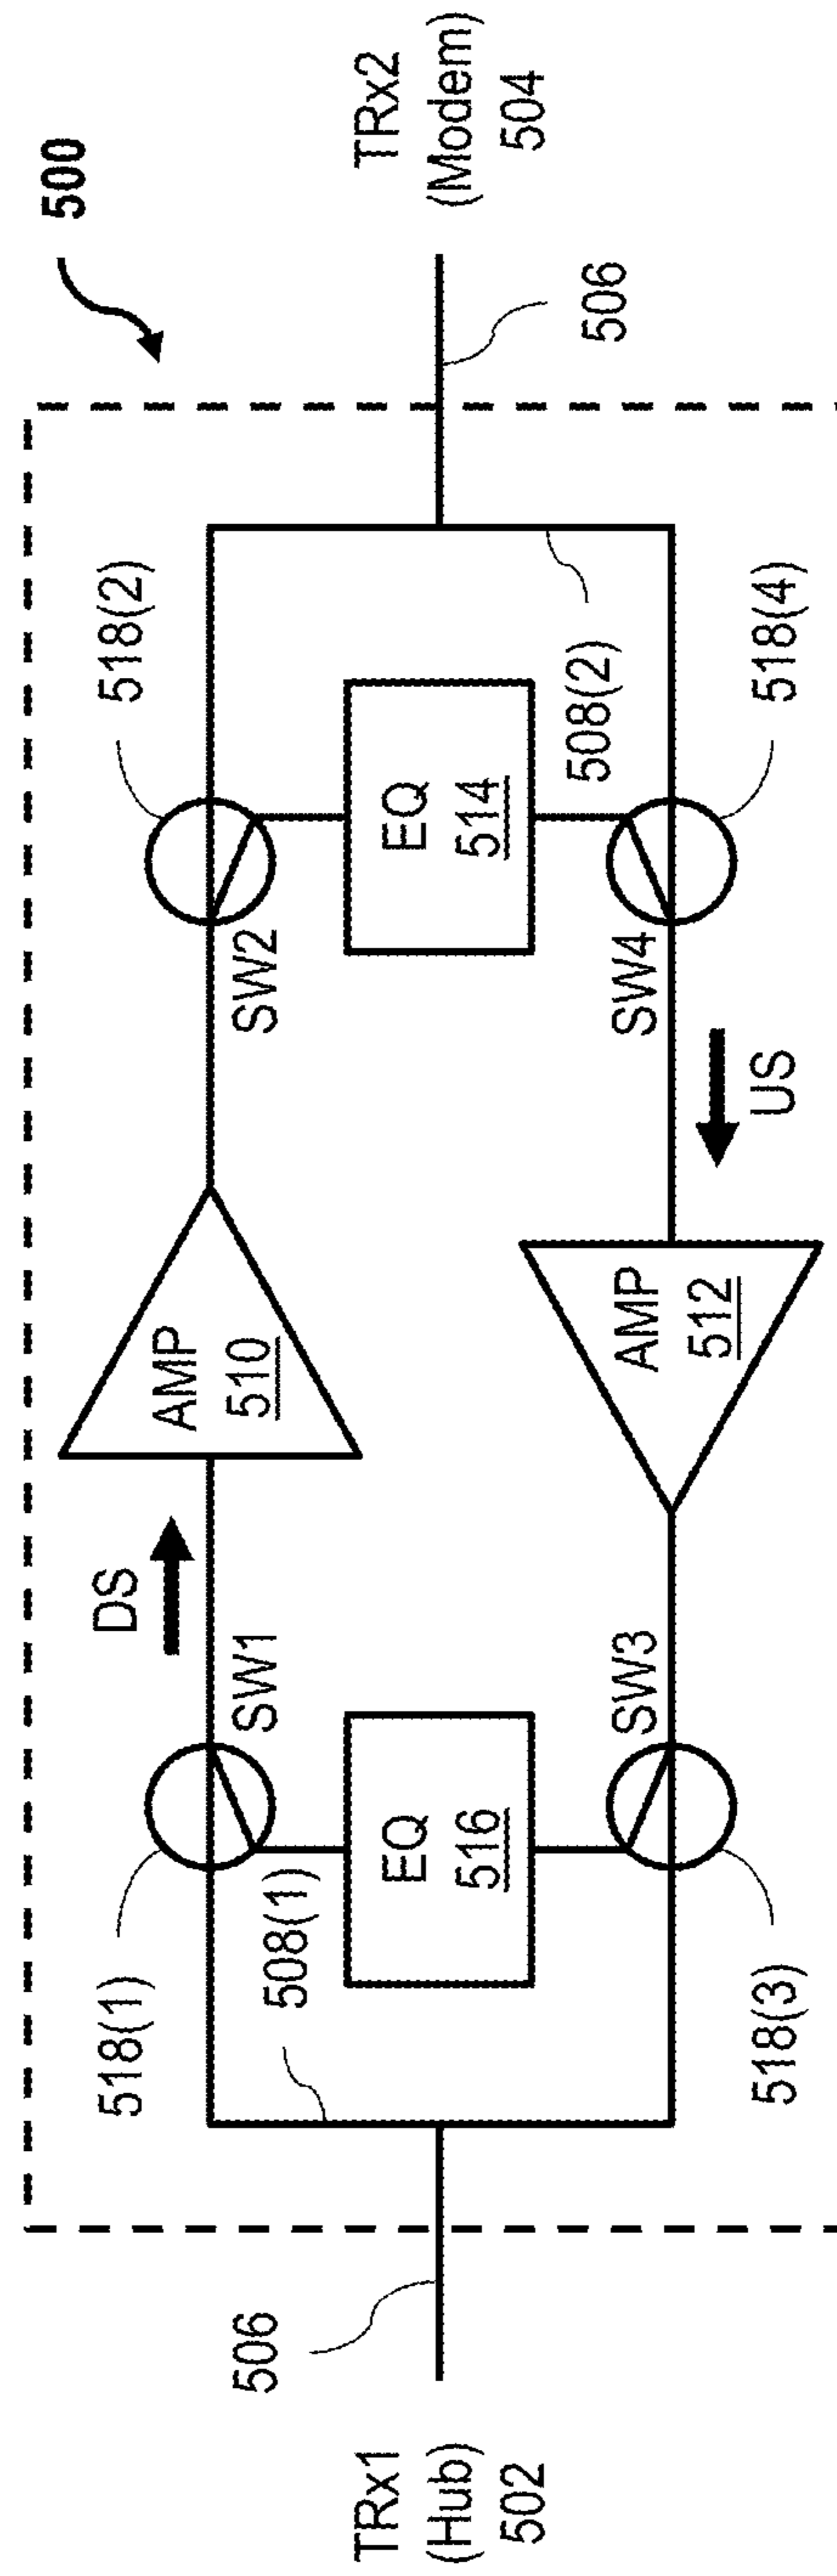 500
518(1)
DS
AMP
510
518(2)
SW1
SW2
508(1)
506
TRx1
(Hub)
502
EQ
516
EQ
514
TRx2
(Modem)
504
506
508(2)
SW3
AMP
512
SW4
518(3)
US
518(4)